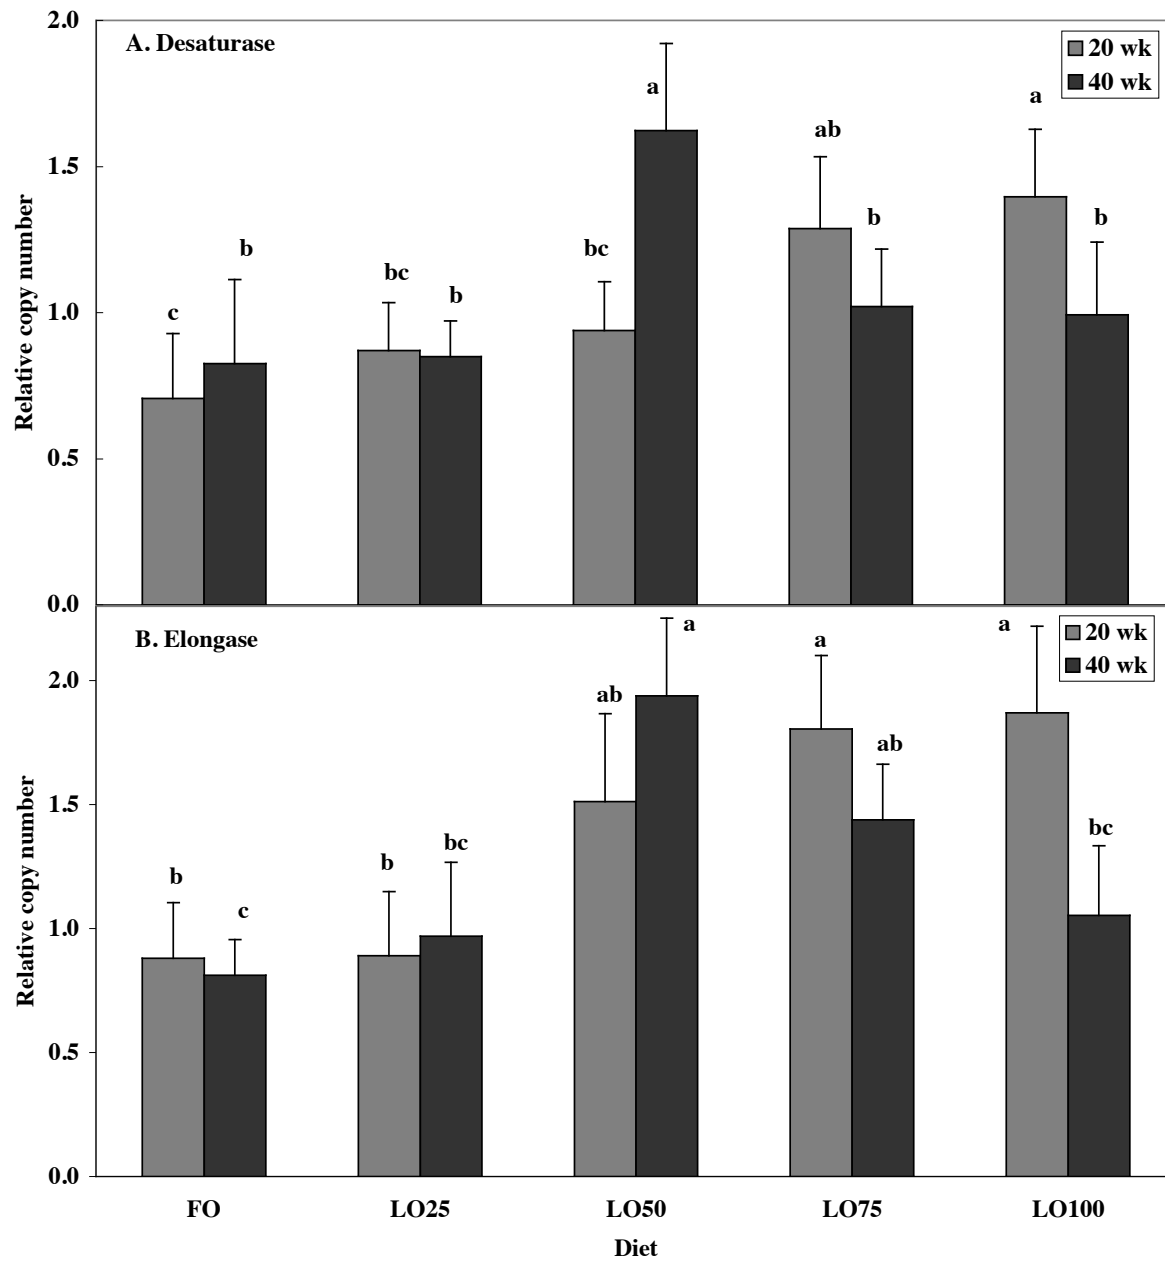 2.0
A. Desaturase
20 wk
40 wk
a
a
ab
1.5
b
b
b
bc
bc
b
c
1.0
Relative copy number
0.5
0.0
B. Elongase
20 wk
40 wk
a
a
a
2.0
ab
ab
1.5
bc
bc
b
b
c
1.0
Relative copy number
0.5
0.0
FO LO25 LO50 LO75 LO100
Diet